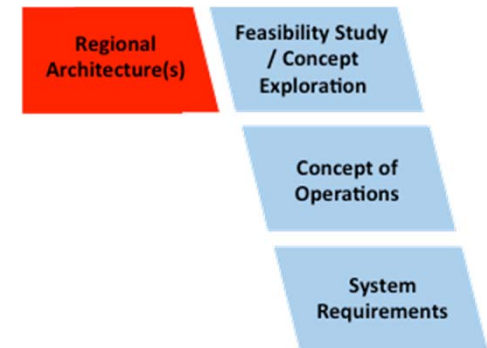 Regional
Architecture(s)
Feasibility Study
/ Concept
Exploration
Concept of
Operations
System
Requirements